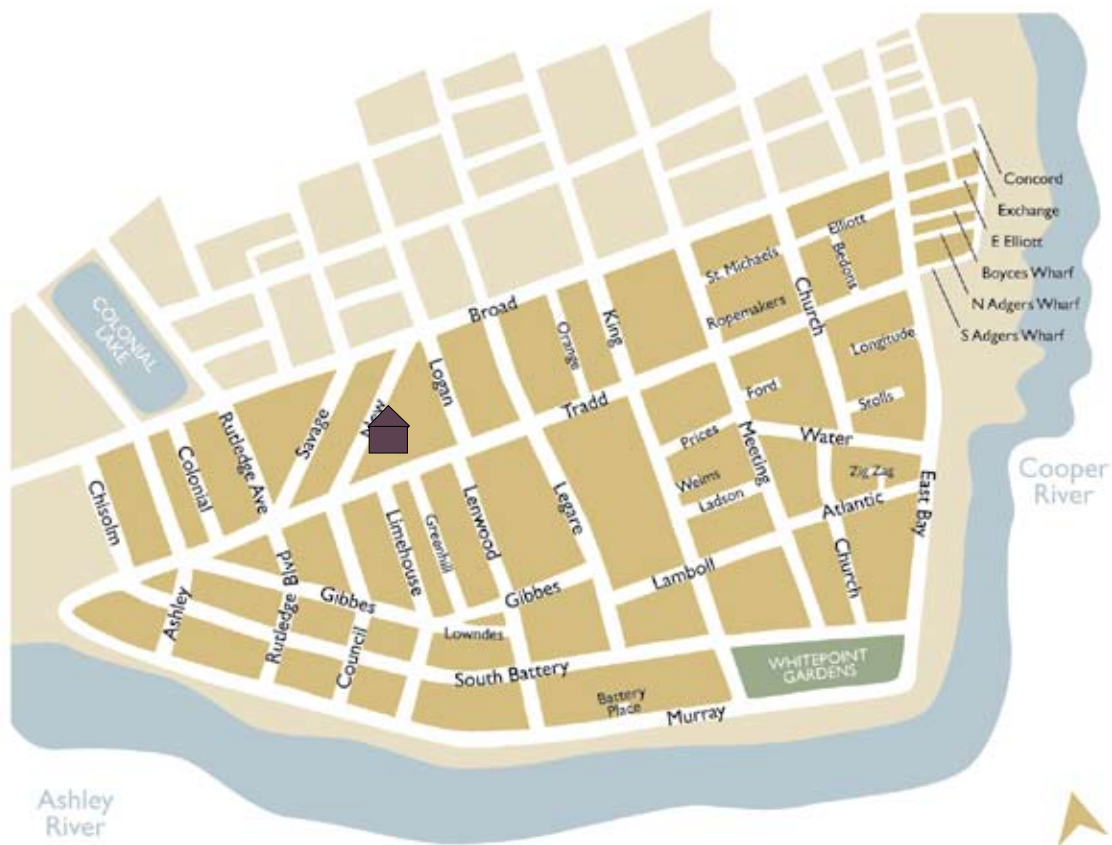 Concord
Exchange
E Elliott
Boyces Wharf
N Adgers Wharf
S Adgers Wharf
Elliott
Bedons
St. Michaels
Ropemakers
Church
COLONIAL
LAKE
Broad
Orange
King
Longitude
Logan
Tradd
Ford
Stolls
Savage
Rutledge Ave
Colonial
Chisolm
Prices
Meeting
Water
Zig Zag
Weims
Ladson
Atlantic
East Bay
Cooper
River
Limehouse
Greenhill
Lenwood
Legare
Rutledge Blvd
Gibbes
Gibbes
Lamboll
Church
Ashley
Council
Lowndes
South Battery
WHITEPOINT
GARDENS
Battery
Place
Murray
Ashley
River